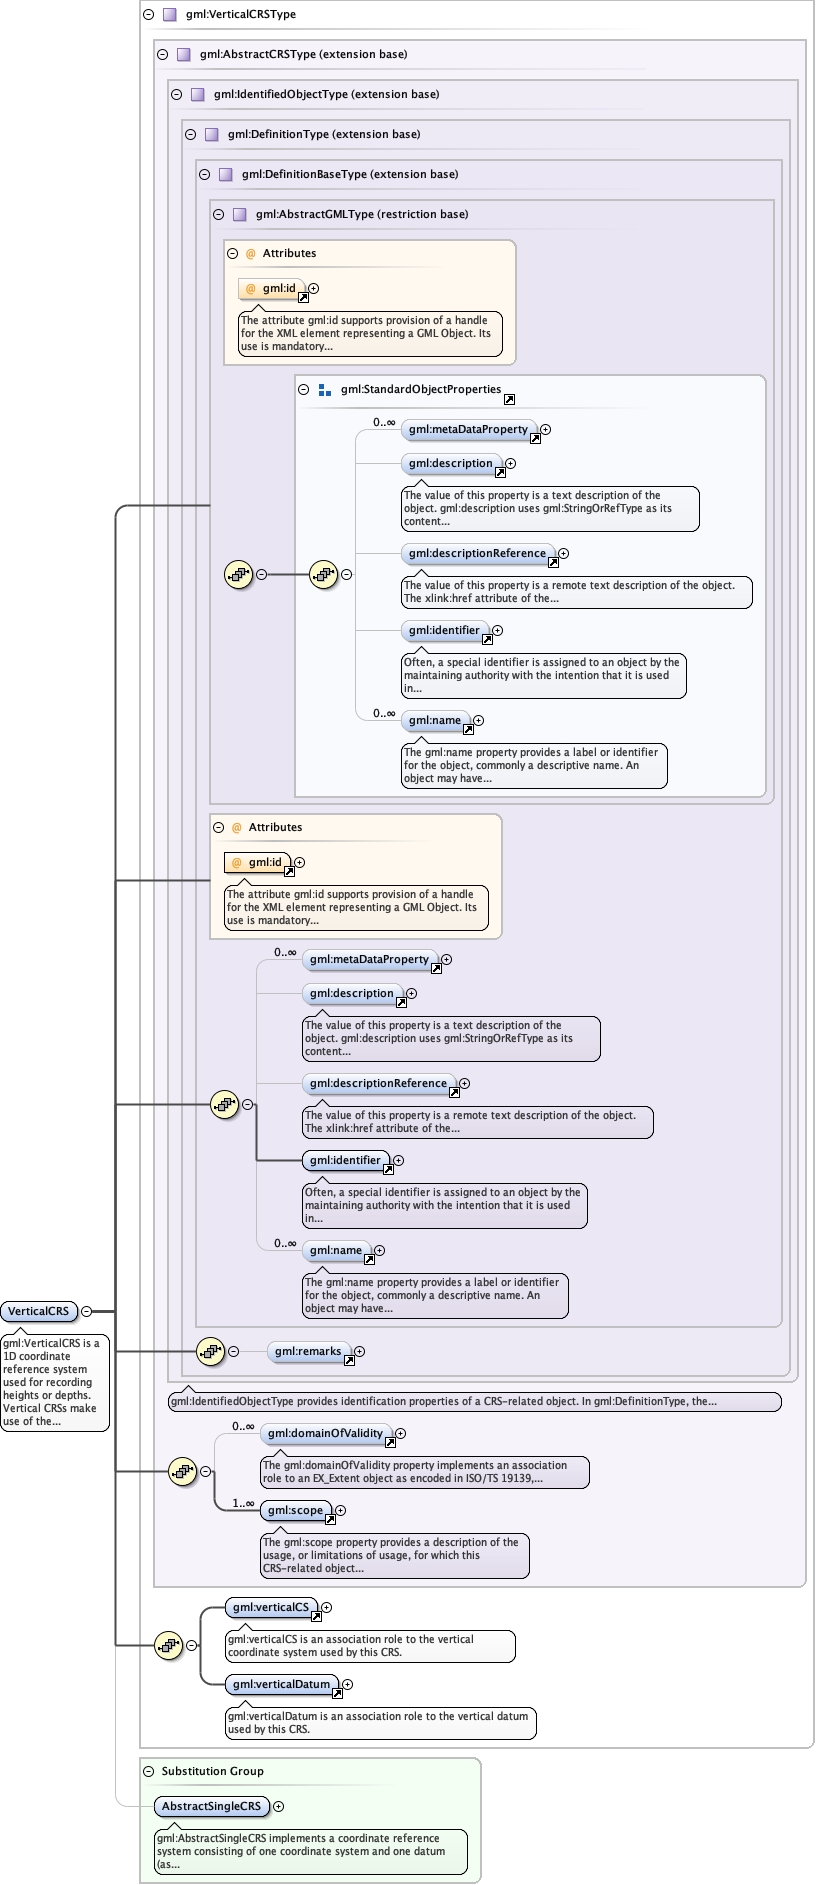 gml:VerticalCRSType
gml:AbstractCRSType (extension base)
gml:IdentifiedObjectType (extension base)
gml:DefinitionType (extension base)
gml:DefinitionBaseType (extension base)
gml:AbstractGMLType (restriction base)
@ Attributes
@ gml:id
The attribute gml:id supports provision of a handle
for the XML element representing a GML Object. Its
use is mandatory...
gml:StandardObjectProperties
0..∞
gml:metaDataProperty
gml:description
The value of this property is a text description of the
object. gml:description uses gml:StringOrRefType as its
content...
gml:descriptionReference
The value of this property is a remote text description of the object.
The xlink:href attribute of the...
gml:identifier
Often, a special identifier is assigned to an object by the
maintaining authority with the intention that it is used
in...
0..∞
gml:name
The gml:name property provides a label or identifier
for the object, commonly a descriptive name. An
object may have...
@ Attributes
@ gml:id
The attribute gml:id supports provision of a handle
for the XML element representing a GML Object. Its
use is mandatory...
0..∞
gml:metaDataProperty
gml:description
The value of this property is a text description of the
object. gml:description uses gml:StringOrRefType as its
content...
gml:descriptionReference
The value of this property is a remote text description of the object.
The xlink:href attribute of the...
gml:identifier
Often, a special identifier is assigned to an object by the
maintaining authority with the intention that it is used
in...
0..∞
gml:name
The gml:name property provides a label or identifier
for the object, commonly a descriptive name. An
object may have...
VerticalCRS
gml:VerticalCRS is a
1D coordinate
reference system
used for recording
heights or depths.
Vertical CRSs make
use of the...
gml:remarks
gml:IdentifiedObjectType provides identification properties of a CRS-related object. In gml:DefinitionType, the...
0..∞
gml:domainOfValidity
The gml:domainOfValidity property implements an association
role to an EX_Extent object as encoded in ISO/TS 19139,...
1..∞
gml:scope
The gml:scope property provides a description of the
usage, or limitations of usage, for which this
CRS-related object...
gml:verticalCS
gml:verticalCS is an association role to the vertical
coordinate system used by this CRS.
gml:verticalDatum
gml:verticalDatum is an association role to the vertical datum
used by this CRS.
Substitution Group
AbstractSingleCRS
gml:AbstractSingleCRS implements a coordinate reference
system consisting of one coordinate system and one datum
(as...